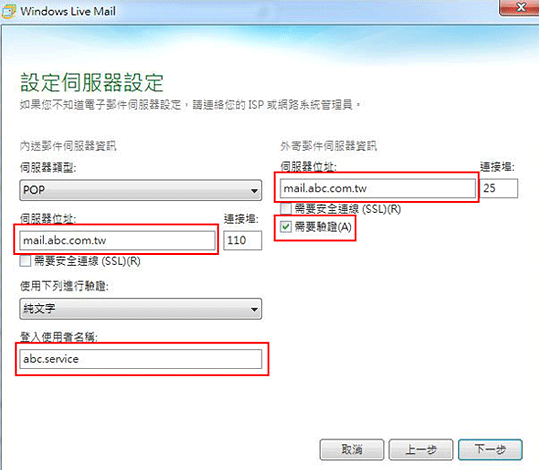 Windows Live Mail
設定伺服器設定
如果您不知道電子郵件伺服器設定，請連絡您的 ISP 或網路系統管理員。
內送郵件伺服器資訊
伺服器類型:
POP
伺服器位址:
連接埠:
mail.abc.com.tw
110
需要安全連線 (SSL)(R)
使用下列進行驗證:
純文字
登入使用者名稱:
abc.service
外寄郵件伺服器資訊
伺服器位址:
連接埠:
mail.abc.com.tw
25
需要安全連線 (SSL)(R)
需要驗證(A)
取消
上一步
下一步